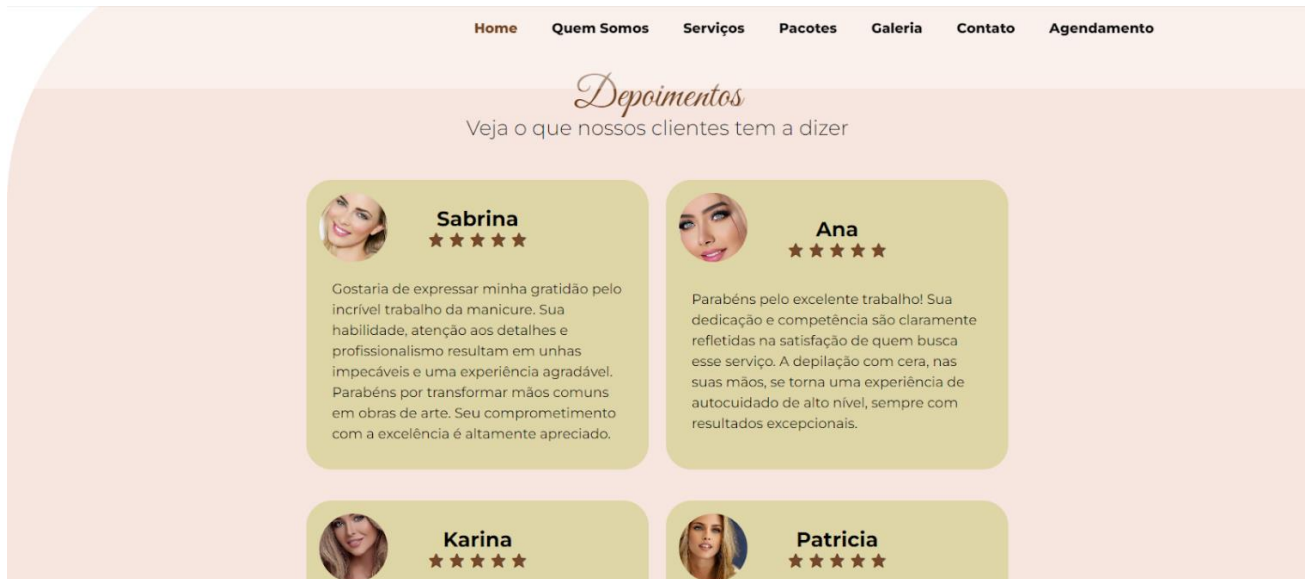 Home Quem Somos Serviços Pacotes Galeria Contato Agendamento
Depoimentos
Veja o que nossos clientes tem a dizer
Sabrina
Gostaria de expressar minha gratidão pelo
incrível trabalho da manicure. Sua
habilidade, atenção aos detalhes e
profissionalismo resultam em unhas
impecáveis e uma experiência agradável.
Parabéns por transformar mãos comuns
em obras de arte. Seu comprometimento
com a excelência é altamente apreciado.
Ana
Parabéns pelo excelente trabalho! Sua
dedicação e competência são claramente
refletidas na satisfação de quem busca
esse serviço. A depilação com cera, nas
suas mãos, se torna uma experiência de
autocuidado de alto nível, sempre com
resultados excepcionais.
Karina
Patricia